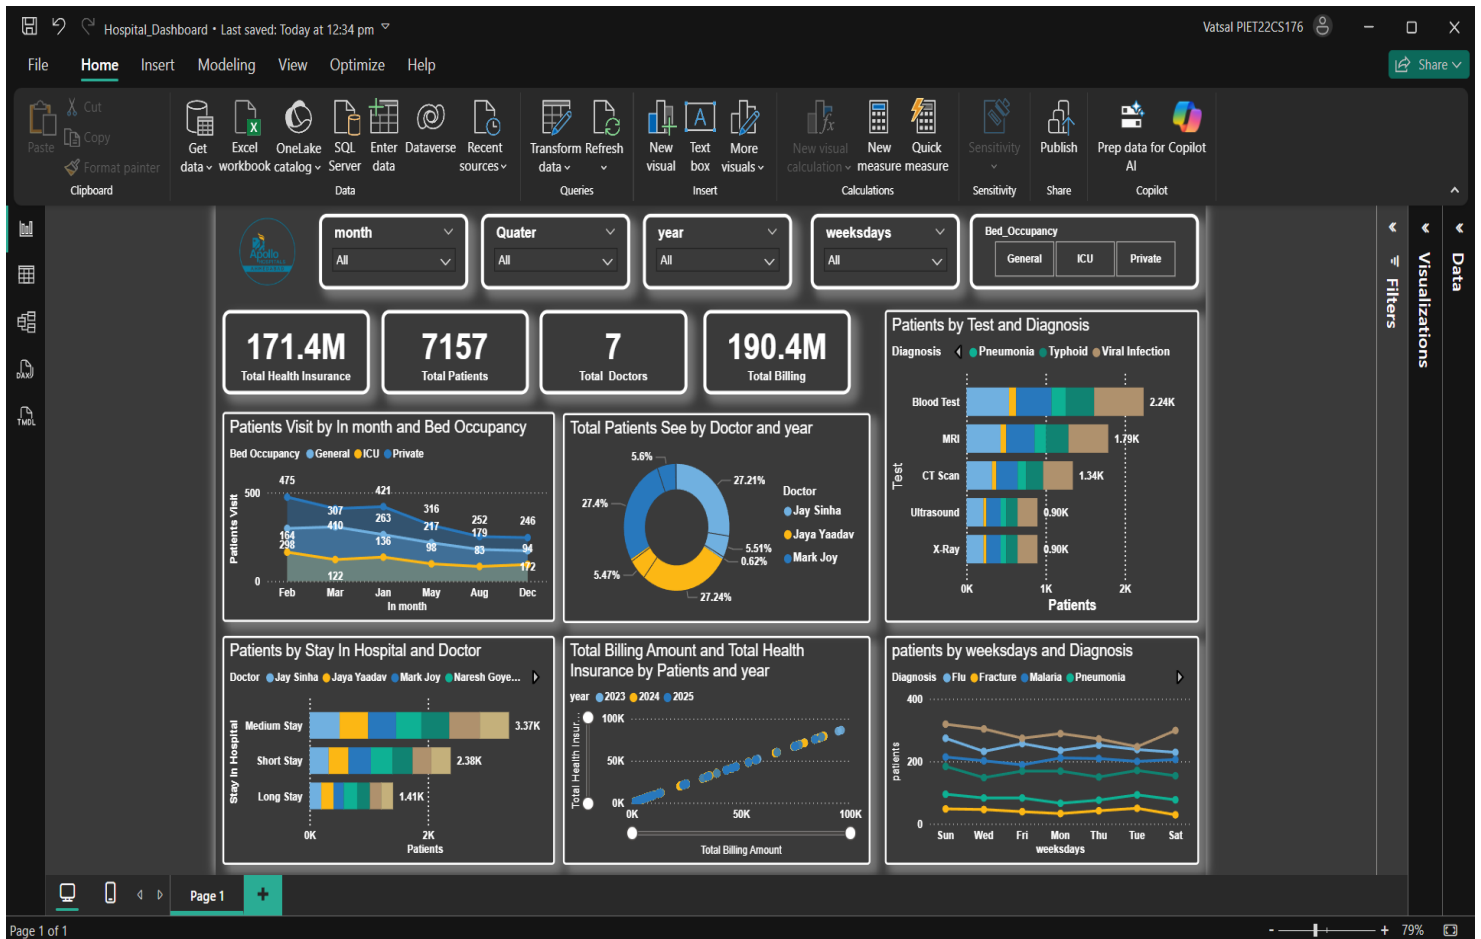 Hospital_Dashboard • Last saved: Today at 12:34 pm
Vatsal PIET22CS176
File Home Insert Modeling View Optimize Help
Share
Paste
Cut
Copy
Format painter
Clipboard
Get data
Excel workbook
OneLake catalog
SQL Server
Enter data
Dataverse
Recent sources
Data
Transform data
Refresh
Queries
New visual
Text box
More visuals
Insert
New visual calculation
New measure
Quick measure
Calculations
Sensitivity
Sensitivity
Publish
Share
Prep data for AI
Copilot
Copilot
DAX
TMDL
Apollo
HOSPITALS
month
All
Quater
All
year
All
weeksdays
All
Bed_Occupancy
General ICU Private
Filters
Visualizations
Data
171.4M
Total Health Insurance
7157
Total Patients
7
Total Doctors
190.4M
Total Billing
Patients by Test and Diagnosis
Diagnosis Pneumonia Typhoid Viral Infection
Test
Blood Test 2.24K
MRI 1.79K
CT Scan 1.34K
Ultrasound 0.90K
X-Ray 0.90K
0K 1K 2K
Patients
Patients Visit by In month and Bed Occupancy
Bed Occupancy General ICU Private
Patients Visit
500
0
475 307 421 316 252 246
164 410 263 217 179
298 122 136 98 83 94
172
Feb Mar Jan May Aug Dec
In month
Total Patients See by Doctor and year
5.6%
27.21%
27.4%
5.51%
0.62%
5.47%
27.24%
Doctor
Jay Sinha
Jaya Yaadav
Mark Joy
Patients by Stay In Hospital and Doctor
Doctor Jay Sinha Jaya Yaadav Mark Joy Naresh Goye...
Stay In Hospital
Medium Stay 3.37K
Short Stay 2.38K
Long Stay 1.41K
0K 2K
Patients
Total Billing Amount and Total Health
Insurance by Patients and year
year 2023 2024 2025
Total Health Insur...
100K
50K
0K
0K 50K 100K
Total Billing Amount
patients by weeksdays and Diagnosis
Diagnosis Flu Fracture Malaria Pneumonia
patients
400
200
0
Sun Wed Fri Mon Thu Tue Sat
weeksdays
Page 1
Page 1 of 1
79%